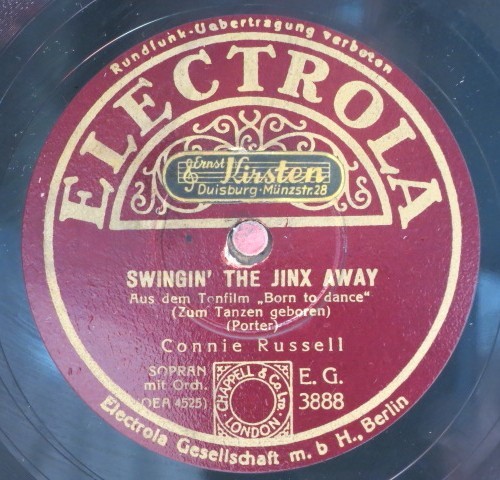 Rundfunk-Uebertragung verboten
ELECTROLA
Ernst
Kirsten
Duisburg·Münzstr.28
SWINGIN' THE JINX AWAY
Aus dem Tonfilm „Born to dance"
(Zum Tanzen geboren)
(Porter)
Connie Russell
SOPRAN
mit Orch.
(OEA 4525)
CHAPPELL & Co. Ltd.
LONDON
E. G.
3888
Electrola Gesellschaft m. b H., Berlin